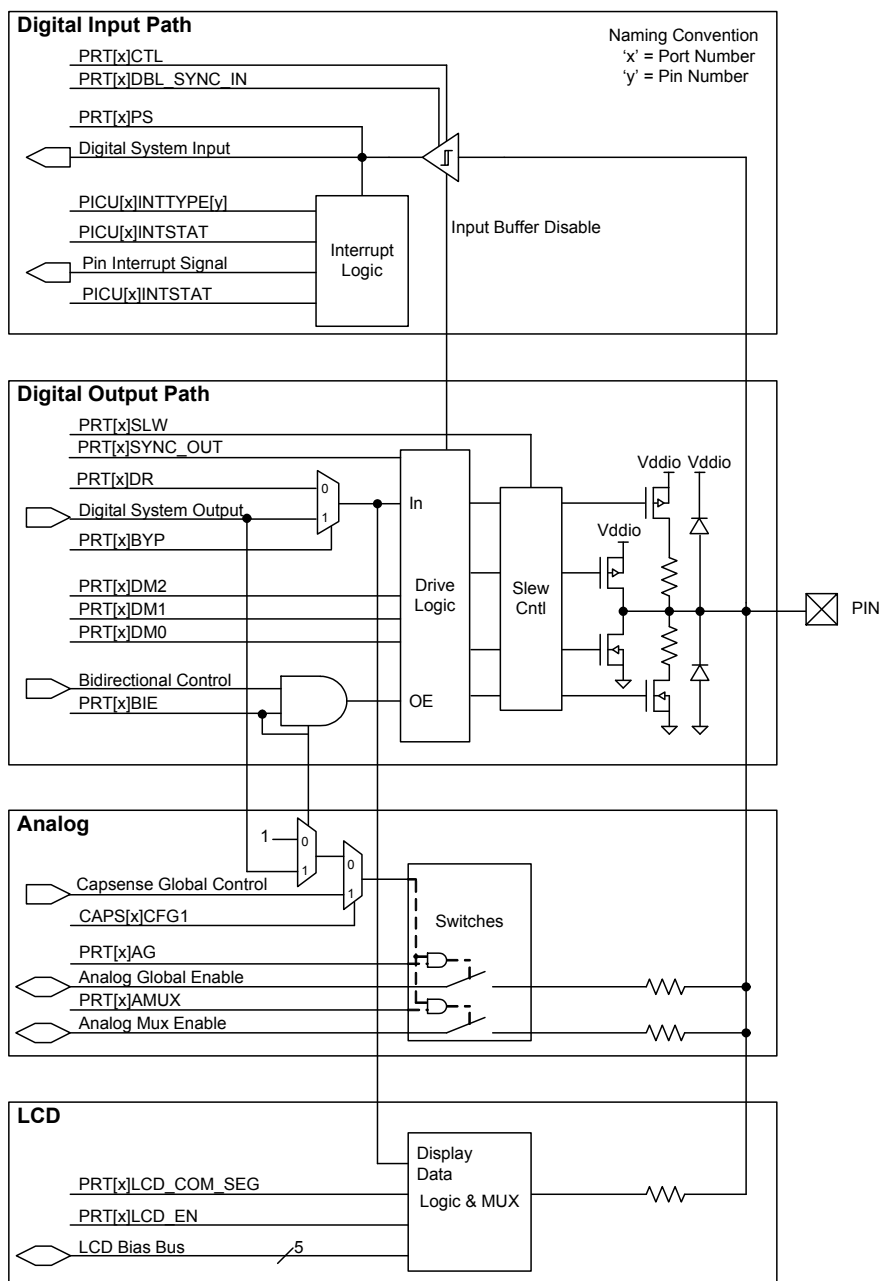 Digital Input Path
Naming Convention
‘x’ = Port Number
‘y’ = Pin Number
PRT[x]CTL
PRT[x]DBL_SYNC_IN
PRT[x]PS
Digital System Input
PICU[x]INTTYPE[y]
PICU[x]INTSTAT
Pin Interrupt Signal
PICU[x]INTSTAT
Interrupt
Logic
Input Buffer Disable
Digital Output Path
PRT[x]SLW
PRT[x]SYNC_OUT
PRT[x]DR
Digital System Output
PRT[x]BYP
0
1
PRT[x]DM2
PRT[x]DM1
PRT[x]DM0
Bidirectional Control
PRT[x]BIE
In
Drive
Logic
OE
Slew
Cntl
Vddio
Vddio
Vddio
PIN
Analog
1
0
1
0
1
Capsense Global Control
CAPS[x]CFG1
Switches
PRT[x]AG
Analog Global Enable
PRT[x]AMUX
Analog Mux Enable
LCD
Display
Data
Logic & MUX
PRT[x]LCD_COM_SEG
PRT[x]LCD_EN
LCD Bias Bus
5